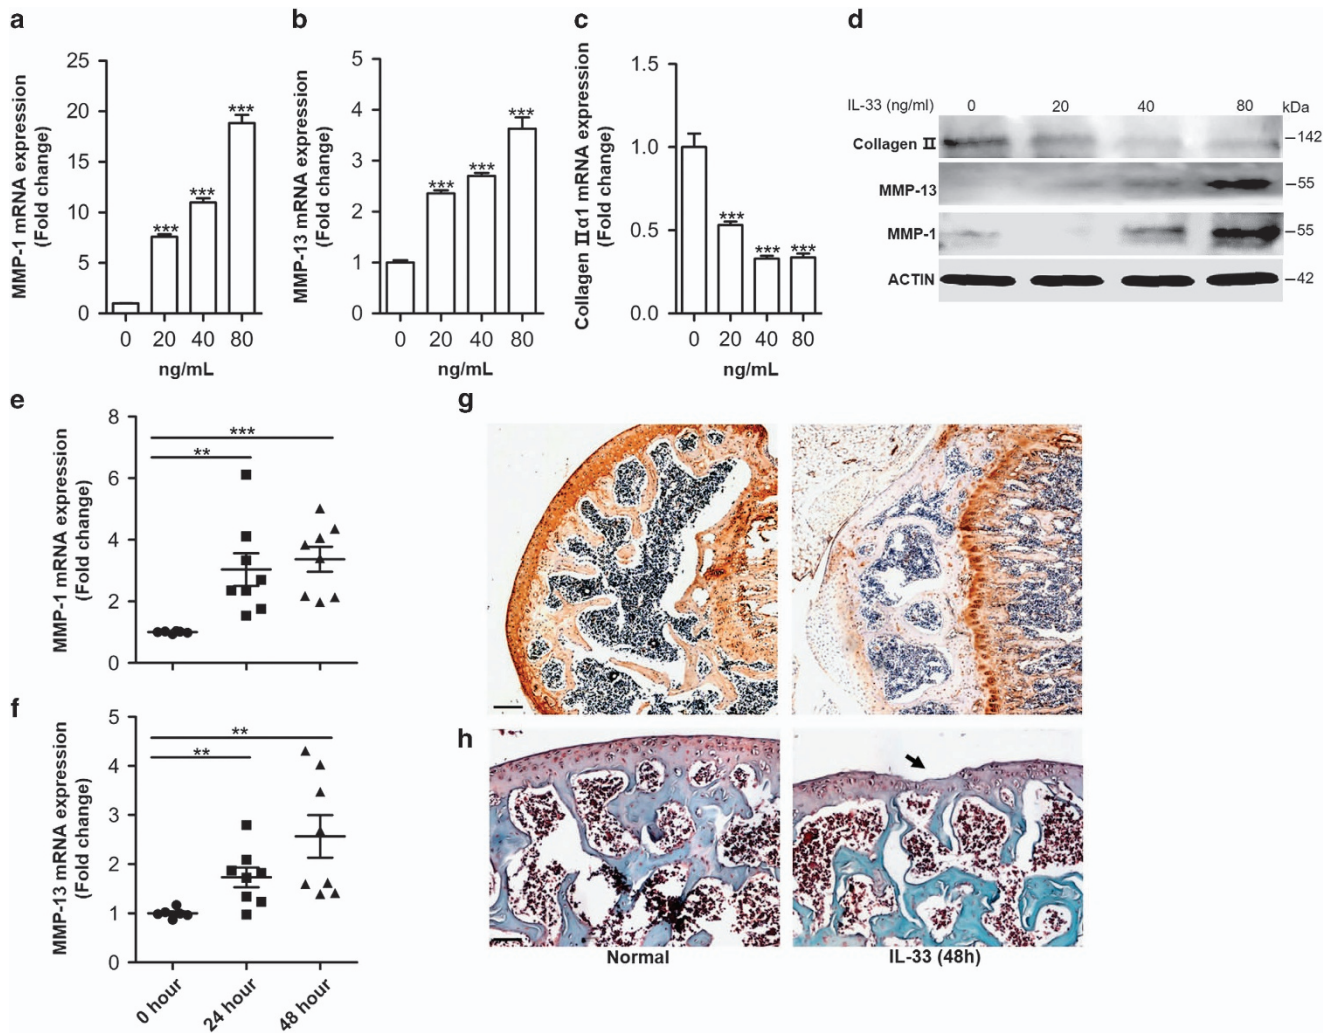 a
MMP-1 mRNA expression
(Fold change)
25
20
15
10
5
0
***
***
***
0 20 40 80
ng/mL
b
MMP-13 mRNA expression
(Fold change)
5
4
3
2
1
0
***
***
***
0 20 40 80
ng/mL
c
Collagen IIα1 mRNA expression
(Fold change)
1.5
1.0
0.5
0.0
***
***
***
0 20 40 80
ng/mL
d
IL-33 (ng/ml) 0 20 40 80 kDa
Collagen II –142
MMP-13 –55
MMP-1 –55
ACTIN –42
e
MMP-1 mRNA expression
(Fold change)
8
6
4
2
0
***
**
f
MMP-13 mRNA expression
(Fold change)
5
4
3
2
1
0
**
**
0 hour
24 hour
48 hour
g
h
Normal
IL-33 (48h)